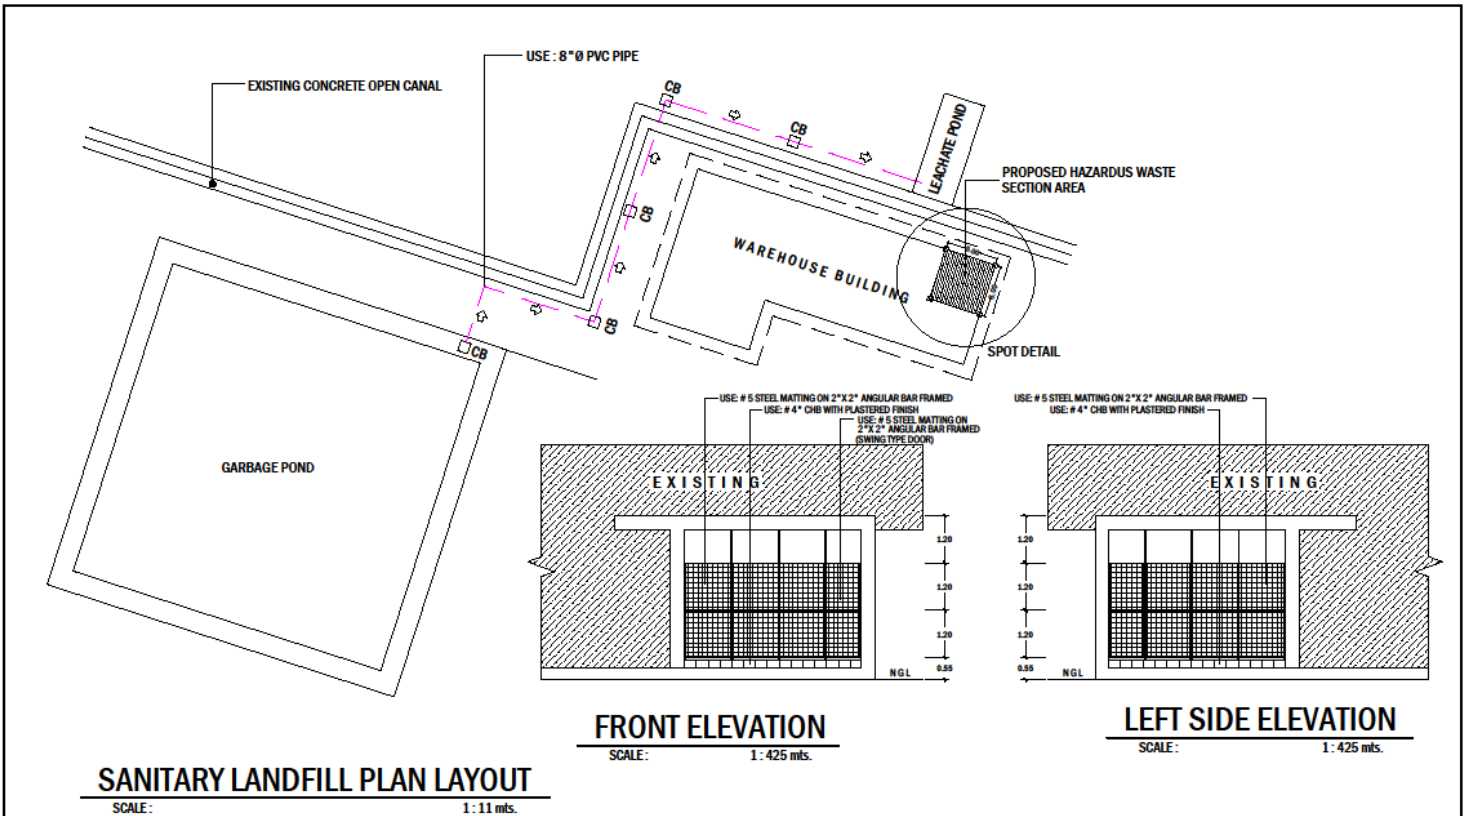 USE : 8"Ø PVC PIPE
EXISTING CONCRETE OPEN CANAL
CB
CB
LEACHATE POND
PROPOSED HAZARDUS WASTE
SECTION AREA
CB
WAREHOUSE BUILDING
CB
CB
SPOT DETAIL
GARBAGE POND
USE: # 5 STEEL MATTING ON 2"X 2" ANGULAR BAR FRAMED
USE: # 4" CHB WITH PLASTERED FINISH
USE: # 5 STEEL MATTING ON
2"X 2" ANGULAR BAR FRAMED
(SWING TYPE DOOR)
EXISTING
1.20
1.20
1.20
0.55
NGL
FRONT ELEVATION
SCALE :
1 : 425 mts.
USE: # 5 STEEL MATTING ON 2"X 2" ANGULAR BAR FRAMED
USE: # 4" CHB WITH PLASTERED FINISH
EXISTING
1.20
1.20
1.20
0.55
NGL
LEFT SIDE ELEVATION
SCALE :
1 : 425 mts.
SANITARY LANDFILL PLAN LAYOUT
SCALE :
1 : 11 mts.